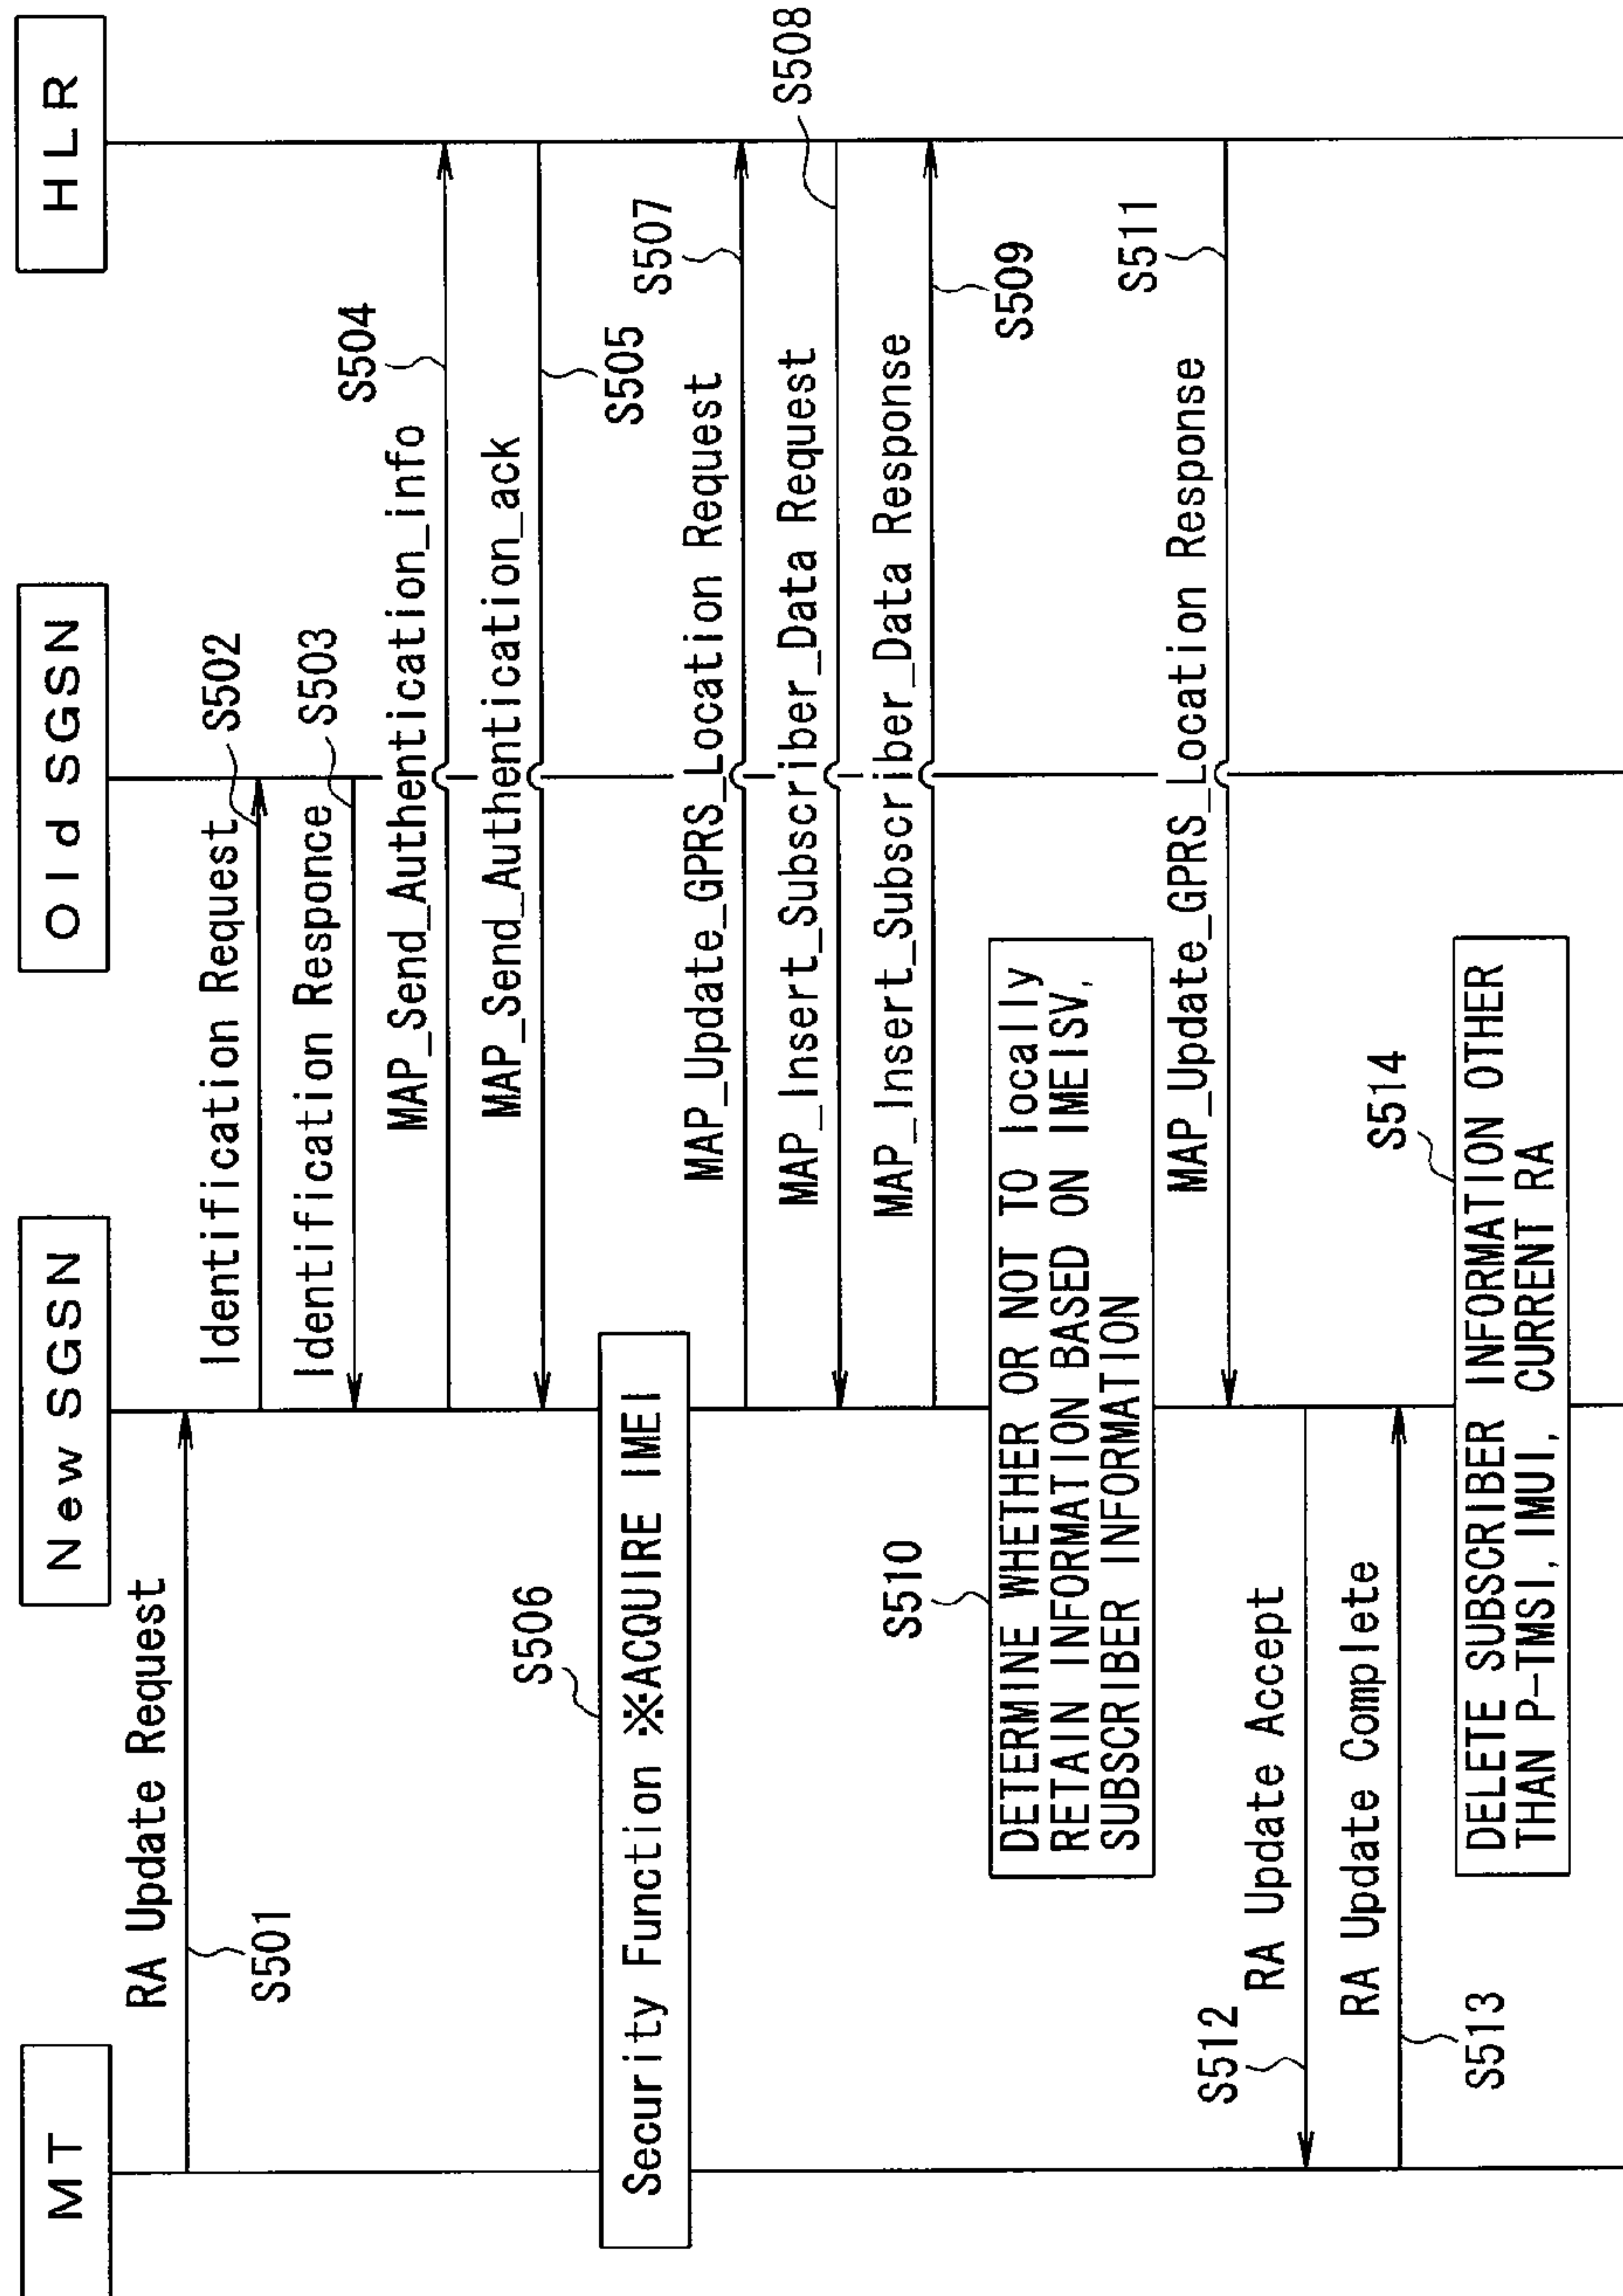 MT
New SGSN
Old SGSN
HLR
RA Update Request
S501
Identification Request
S502
Identification Responce
S503
MAP_Send_Authentication_info
S504
MAP_Send_Authentication_ack
S505
S506
Security Function ※ACQUIRE IMEI
MAP_Update_GPRS_Location Request
S507
MAP_Insert_Subscriber_Data Request
S508
MAP_Insert_Subscriber_Data Response
S509
S510
DETERMINE WHETHER OR NOT TO locally
RETAIN INFORMATION BASED ON IMEISV,
SUBSCRIBER INFORMATION
MAP_Update_GPRS_Location Response
S511
S512
RA Update Accept
RA Update Complete
S513
S514
DELETE SUBSCRIBER INFORMATION OTHER
THAN P-TMSI, IMUI, CURRENT RA